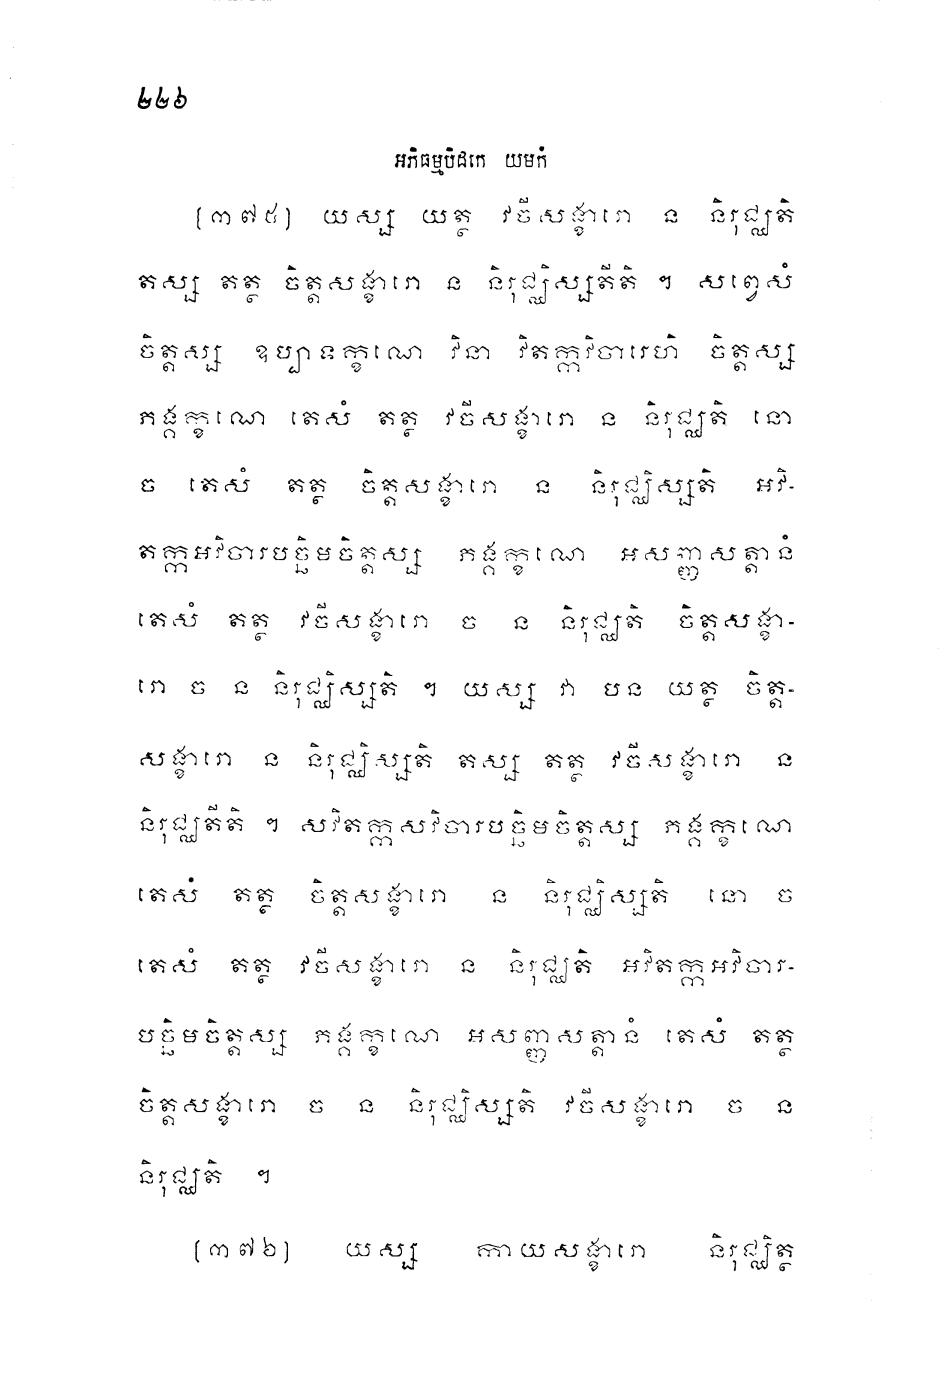 ២២៦
អភិធម្មបិដកេ យមកំ
[៣៧៥] យស្ស យត្ថ វចីសង្ខារោ ន និរុជ្ឈតិ
តស្ស តត្ថ ចិត្តសង្ខារោ ន និរុជ្ឈិស្សតីតិ ។ សព្វេសំ
ចិត្តស្ស ឧប្បាទក្ខណេ វិនា វិតក្កវិចារេហិ ចិត្តស្ស
ភង្គក្ខណេ តេសំ តត្ថ វចីសង្ខារោ ន និរុជ្ឈតិ នោ
ច តេសំ តត្ថ ចិត្តសង្ខារោ ន និរុជ្ឈិស្សតិ អវិ-
តក្កអវិចារបច្ឆិមចិត្តស្ស ភង្គក្ខណេ អសញ្ញសត្តានំ
តេសំ តត្ថ វចីសង្ខារោ ច ន និរុជ្ឈតិ ចិត្តសង្ខា-
រោ ច ន និរុជ្ឈិស្សតិ ។ យស្ស វា បន យត្ថ ចិត្ត-
សង្ខារោ ន និរុជ្ឈិស្សតិ តស្ស តត្ថ វចីសង្ខារោ ន
និរុជ្ឈតីតិ ។ សវិតក្កសវិចារបច្ឆិមចិត្តស្ស ភង្គក្ខណេ
តេសំ តត្ថ ចិត្តសង្ខារោ ន និរុជ្ឈិស្សតិ នោ ច
តេសំ តត្ថ វចីសង្ខារោ ន និរុជ្ឈតិ អវិតក្កអវិចារ-
បច្ឆិមចិត្តស្ស ភង្គក្ខណេ អសញ្ញសត្តានំ តេសំ តត្ថ
ចិត្តសង្ខារោ ច ន និរុជ្ឈិស្សតិ វចីសង្ខារោ ច ន
និរុជ្ឈតិ ។
[៣៧៦] យស្ស កាយសង្ខារោ និរុជ្ឈិត្ថ